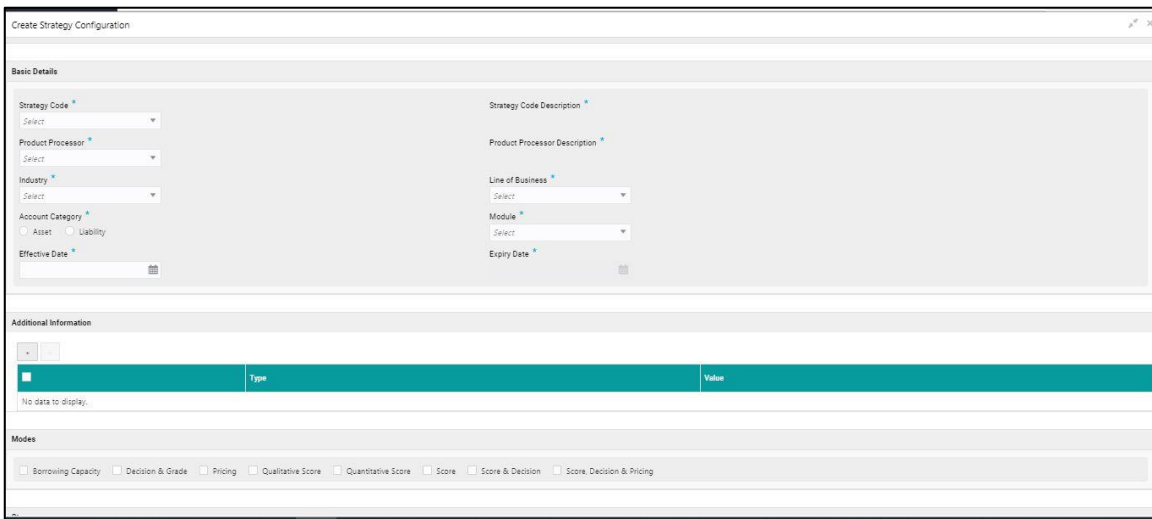 Create Strategy Configuration
Basic Details
Strategy Code * Strategy Code Description *
Select
Product Processor * Product Processor Description *
Select
Industry * Line of Business *
Select Select
Account Category * Module *
Asset Liability Select
Effective Date * Expiry Date *
Additional Information
+ -
Type Value
No data to display.
Modes
Borrowing Capacity Decision & Grade Pricing Qualitative Score Quantitative Score Score Score & Decision Score, Decision & Pricing